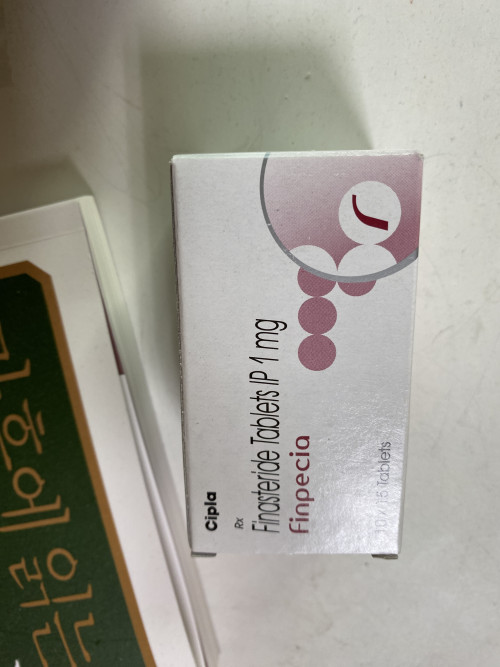 Cipla
Rx
Finasteride Tablets IP 1 mg
Finpecia
10 x 15 Tablets